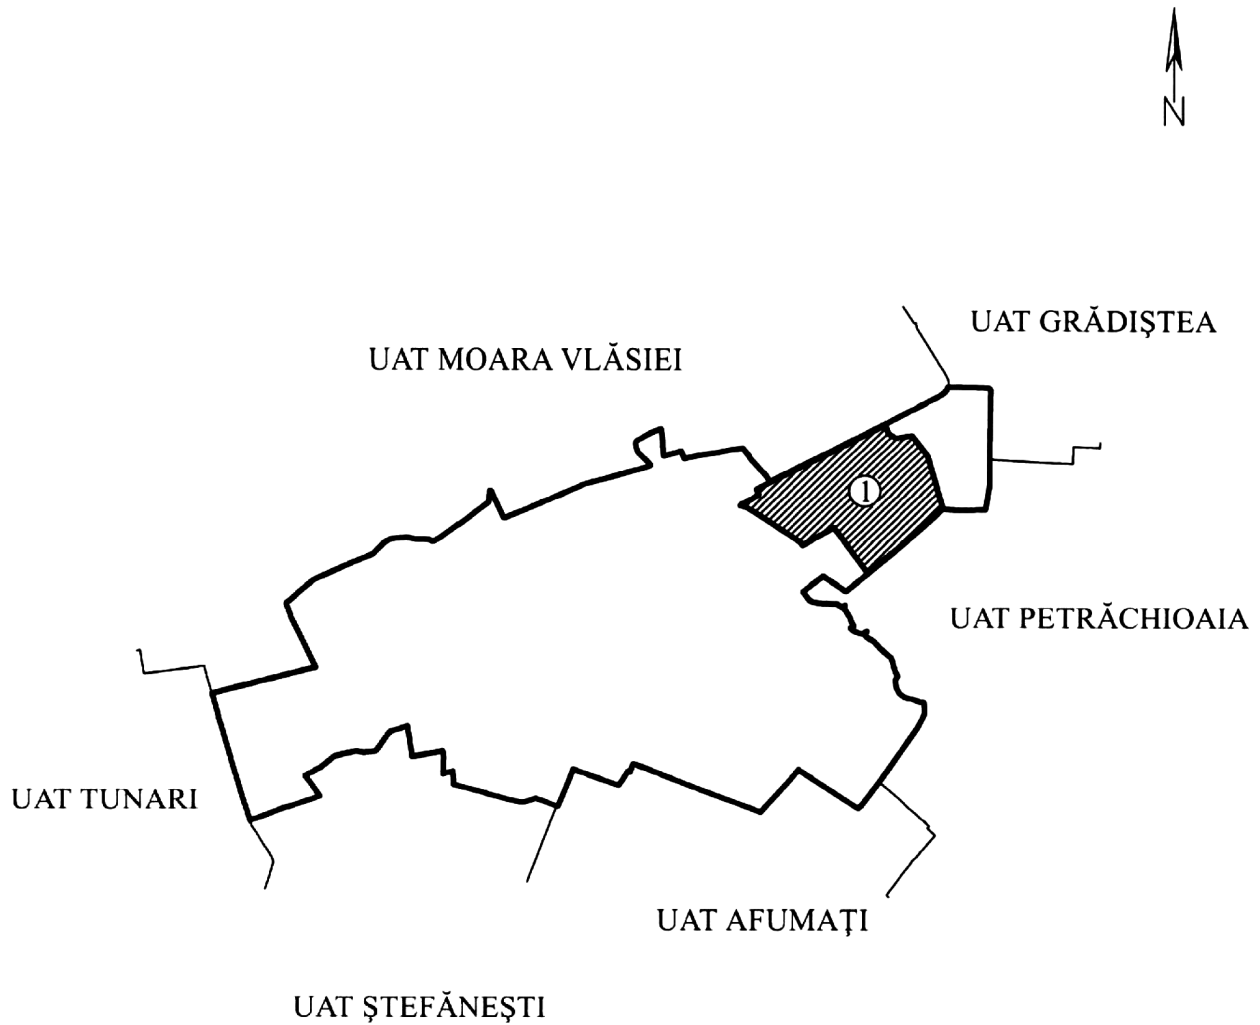 N
UAT GRĂDIŞTEA
UAT MOARA VLĂSIEI
1
UAT PETRĂCHIOAIA
UAT TUNARI
UAT AFUMAŢI
UAT ŞTEFĂNEŞTI